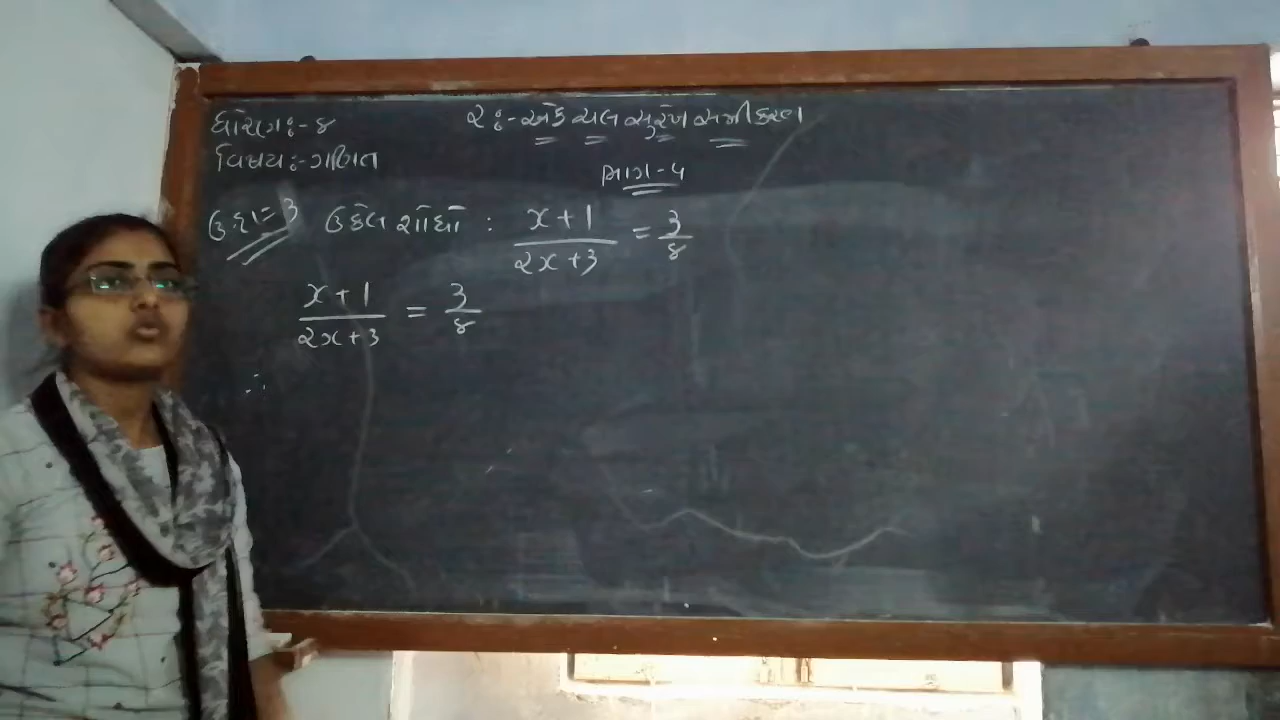 ધોરણ:-૮
૨:-એક ચલ સુરેખ સમીકરણ
વિષય:-ગણિત
ભાગ-૫
ઉદા=૩ ઉકેલ શોધો : x+1/2x+3 = 3/8
x+1/2x+3 = 3/8
∴